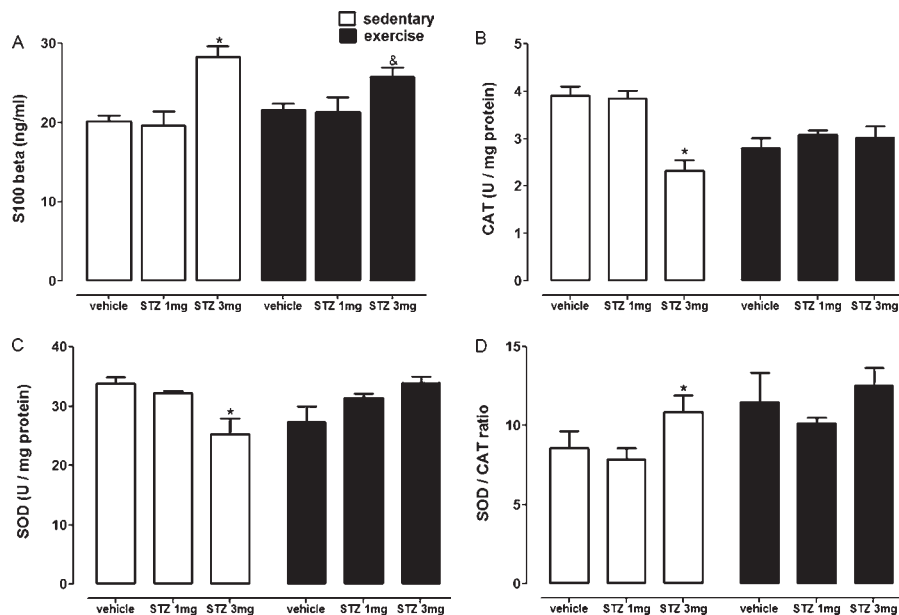 sedentary
exercise
A
S100 beta (ng/ml)
30
20
10
0
*
&
vehicle STZ 1mg STZ 3mg vehicle STZ 1mg STZ 3mg
B
CAT (U / mg protein)
5
4
3
2
1
0
*
vehicle STZ 1mg STZ 3mg vehicle STZ 1mg STZ 3mg
C
SOD (U / mg protein)
40
30
20
10
0
*
vehicle STZ 1mg STZ 3mg vehicle STZ 1mg STZ 3mg
D
SOD / CAT ratio
15
10
5
0
*
vehicle STZ 1mg STZ 3mg vehicle STZ 1mg STZ 3mg